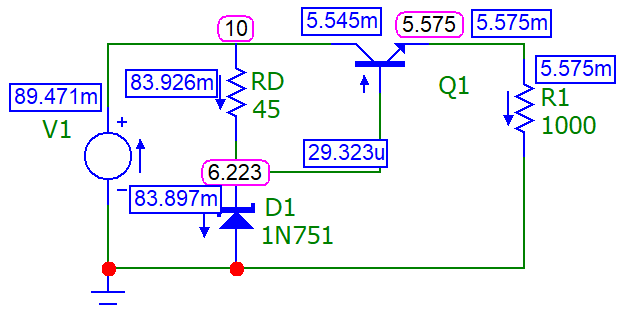 5.545m
10
5.575
5.575m
83.926m
RD
45
89.471m
V1
+
−
Q1
5.575m
R1
1000
29.323u
6.223
83.897m
D1
1N751